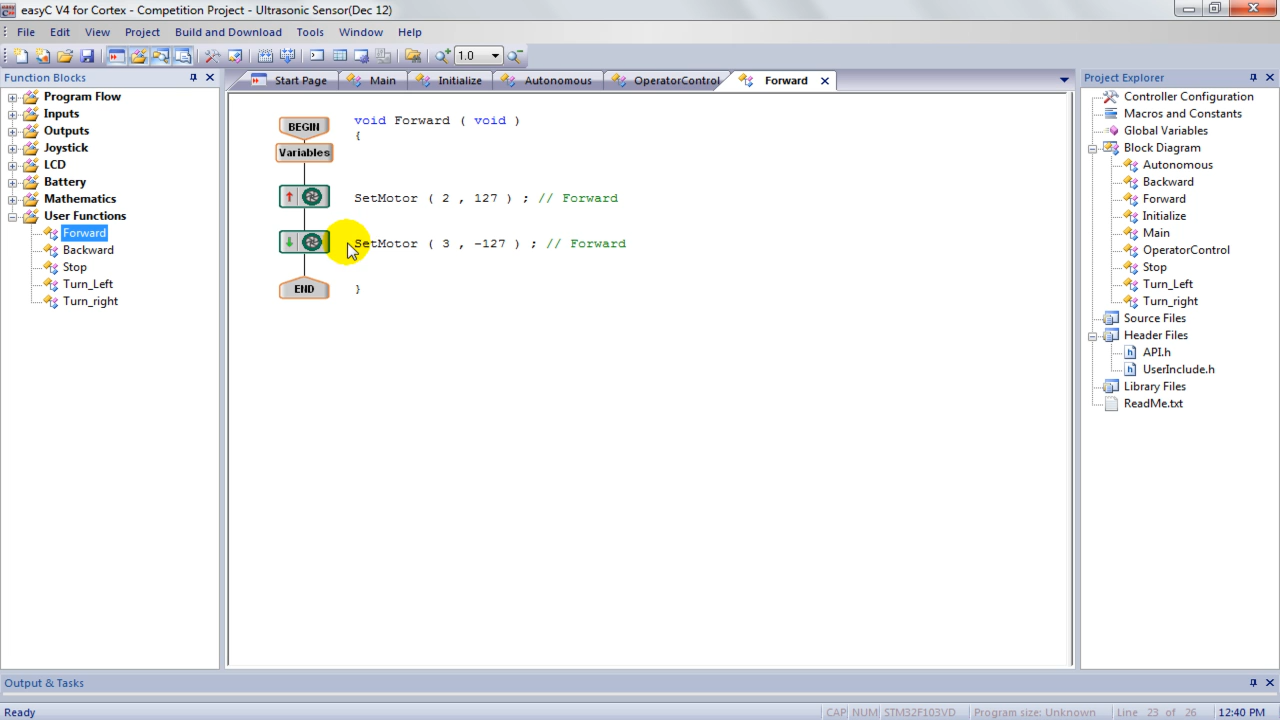 easyC V4 for Cortex - Competition Project - Ultrasonic Sensor(Dec 12)
File Edit View Project Build and Download Tools Window Help
1.0
Function Blocks
Program Flow
Inputs
Outputs
Joystick
LCD
Battery
Mathematics
User Functions
Forward
Backward
Stop
Turn_Left
Turn_right
Start Page Main Initialize Autonomous OperatorControl Forward
BEGIN void Forward ( void )
{
Variables
SetMotor ( 2 , 127 ) ; // Forward
SetMotor ( 3 , -127 ) ; // Forward
END }
Project Explorer
Controller Configuration
Macros and Constants
Global Variables
Block Diagram
Autonomous
Backward
Forward
Initialize
Main
OperatorControl
Stop
Turn_Left
Turn_right
Source Files
Header Files
API.h
UserInclude.h
Library Files
ReadMe.txt
Output & Tasks
Ready CAP NUM STM32F103VD Program size: Unknown Line 23 of 26 12:40 PM